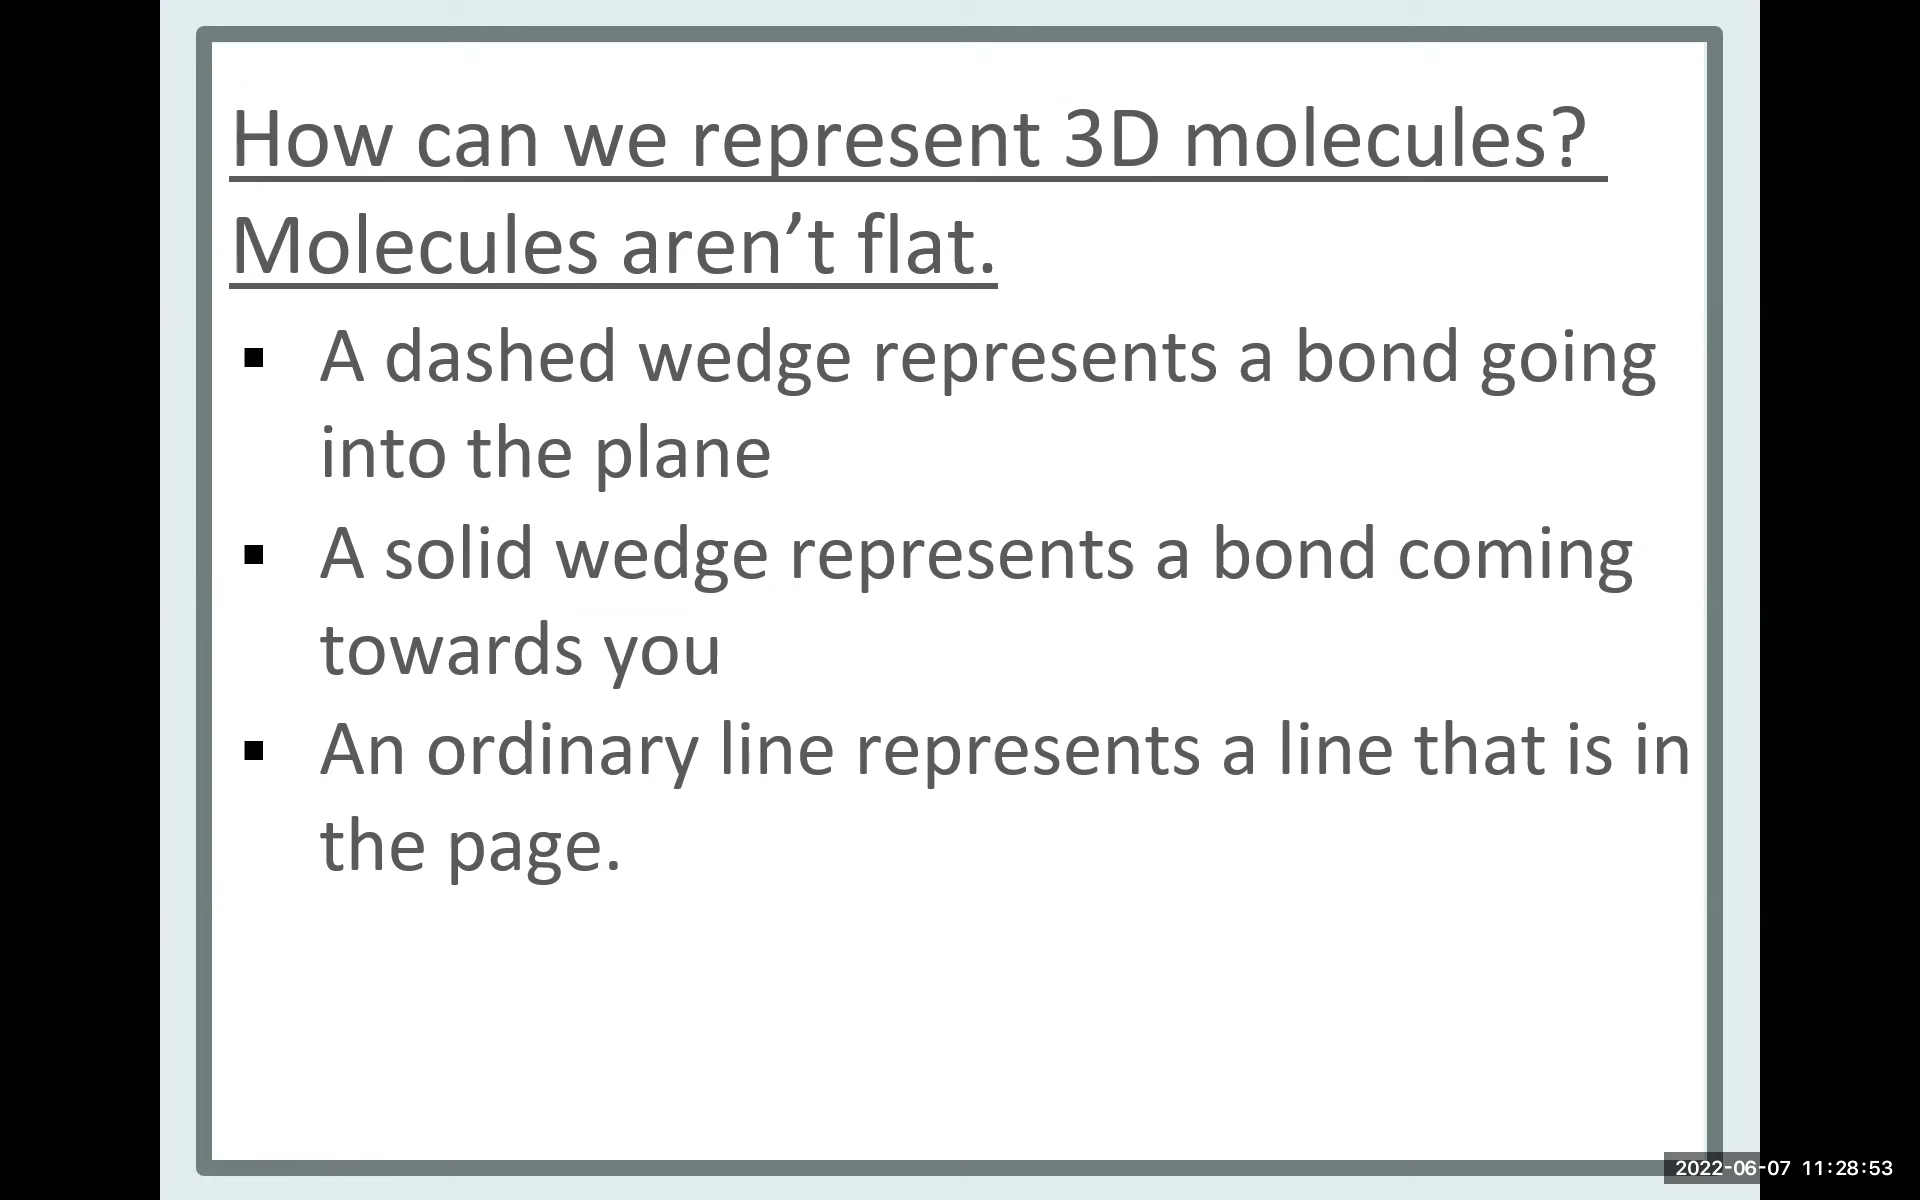 How can we represent 3D molecules?
Molecules aren’t flat.
▪ A dashed wedge represents a bond going
into the plane
▪ A solid wedge represents a bond coming
towards you
▪ An ordinary line represents a line that is in
the page.
2022-06-07 11:28:53